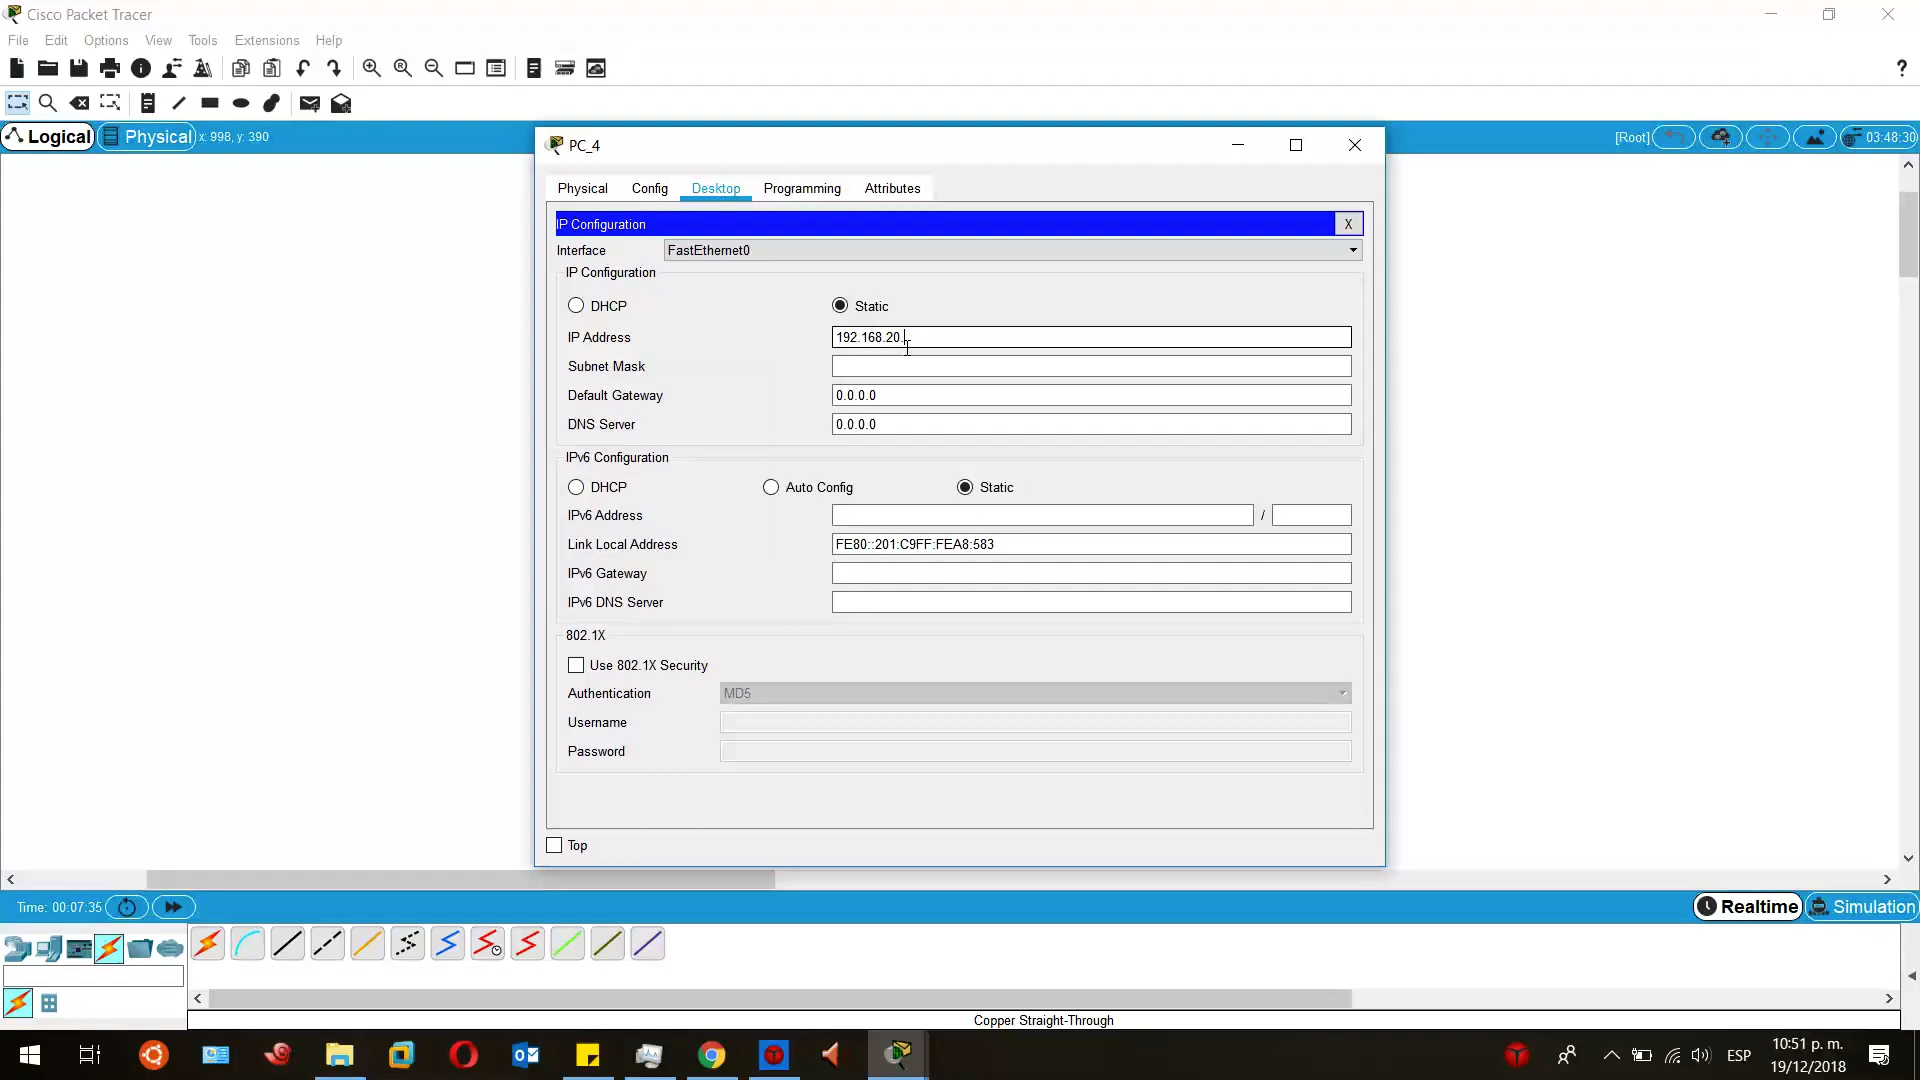 Cisco Packet Tracer
File Edit Options View Tools Extensions Help
?
Logical Physical x: 998, y: 390 [Root] 03:48:30
PC_4
Physical Config Desktop Programming Attributes
IP Configuration X
Interface FastEthernet0
IP Configuration
DHCP Static
IP Address 192.168.20.
Subnet Mask
Default Gateway 0.0.0.0
DNS Server 0.0.0.0
IPv6 Configuration
DHCP Auto Config Static
IPv6 Address /
Link Local Address FE80::201:C9FF:FEA8:583
IPv6 Gateway
IPv6 DNS Server
802.1X
Use 802.1X Security
Authentication MD5
Username
Password
Top
Time: 00:07:35 Realtime Simulation
Copper Straight-Through
ESP 10:51 p. m.
19/12/2018